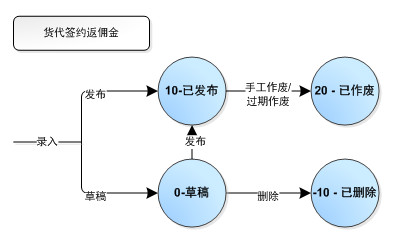 货代签约返佣金
发布
10-已发布
手工作废/
过期作废
20 - 已作废
录入
发布
草稿
0-草稿
删除
-10 - 已删除